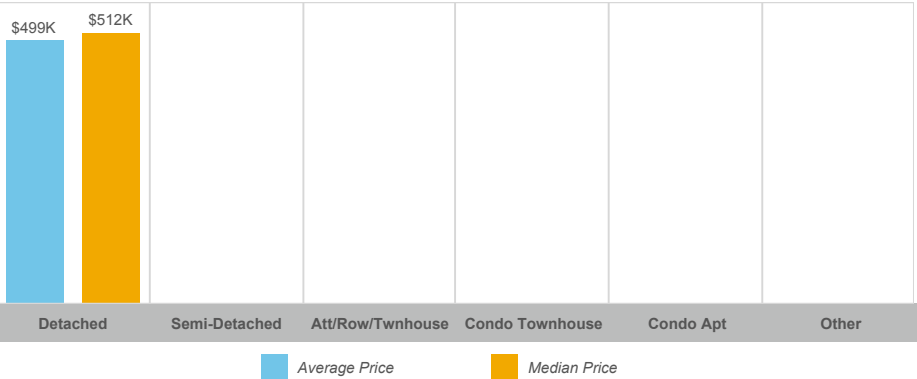 $499K
$512K
Detached Semi-Detached Att/Row/Twnhouse Condo Townhouse Condo Apt Other
Average Price Median Price